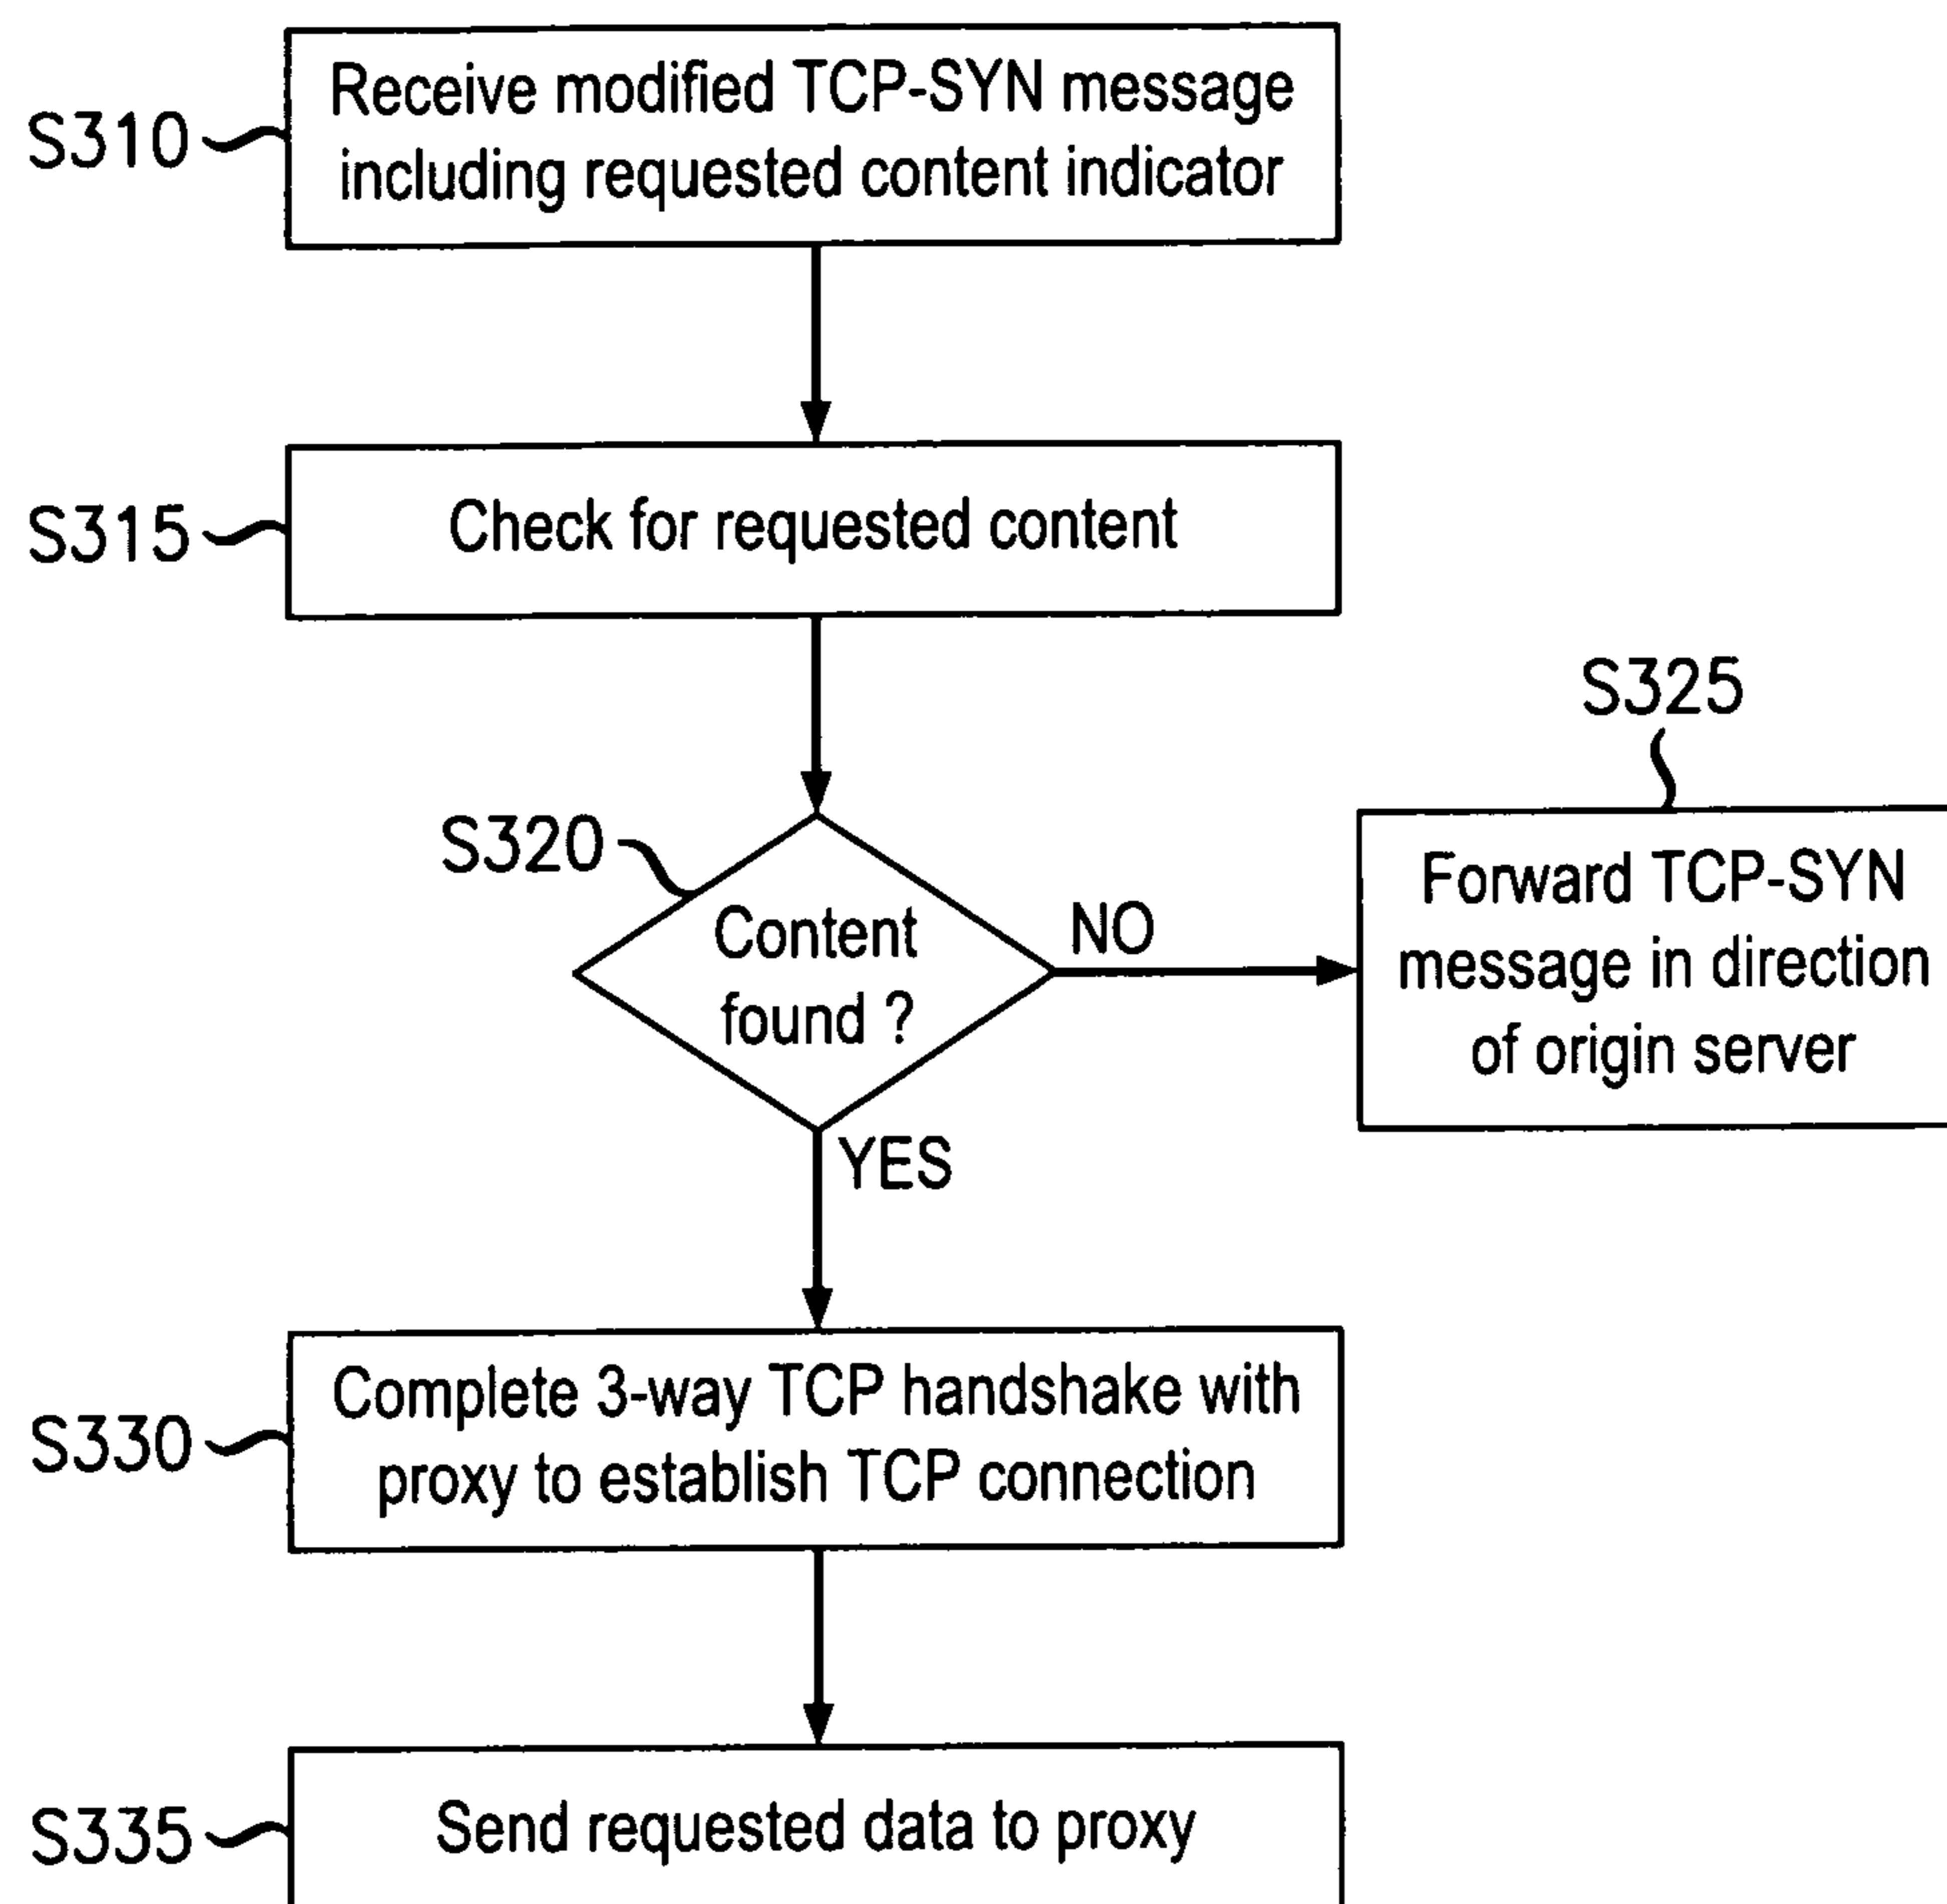 S310
Receive modified TCP-SYN message
including requested content indicator
S315
Check for requested content
S325
S320
Content
found ?
NO
Forward TCP-SYN
message in direction
of origin server
YES
S330
Complete 3-way TCP handshake with
proxy to establish TCP connection
S335
Send requested data to proxy